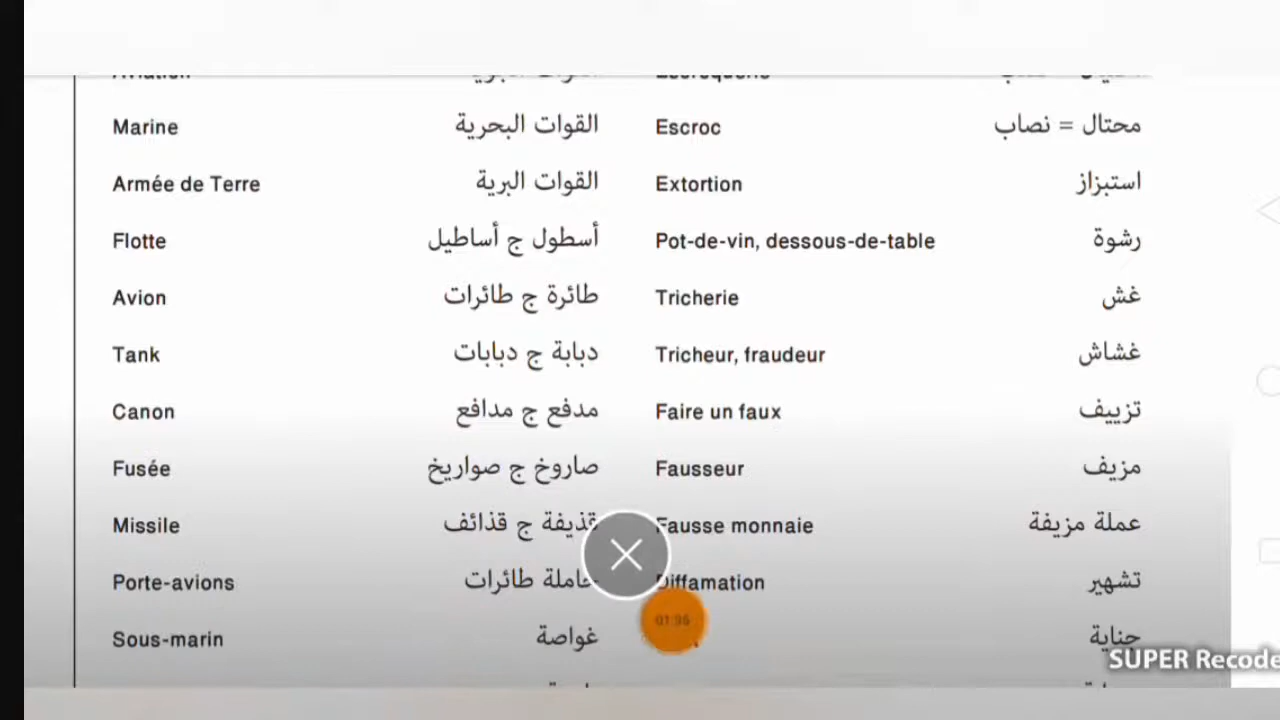 Marine القوات البحرية
Armée de Terre القوات البرية
Flotte أسطول ج أساطيل
Avion طائرة ج طائرات
Tank دبابة ج دبابات
Canon مدفع ج مدافع
Fusée صاروخ ج صواريخ
Missile قذيفة ج قذائف
Porte-avions حاملة طائرات
Sous-marin غواصة
Escroc محتال = نصاب
Extortion استبزاز
Pot-de-vin, dessous-de-table رشوة
Tricherie غش
Tricheur, fraudeur غشاش
Faire un faux تزييف
Fausseur مزيف
Fausse monnaie عملة مزيفة
Diffamation تشهير
جناية
SUPER Recorde